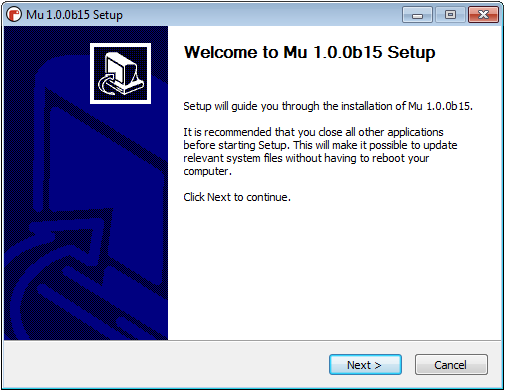 Mu 1.0.0b15 Setup
Welcome to Mu 1.0.0b15 Setup
Setup will guide you through the installation of Mu 1.0.0b15.
It is recommended that you close all other applications
before starting Setup. This will make it possible to update
relevant system files without having to reboot your
computer.
Click Next to continue.
Next >
Cancel